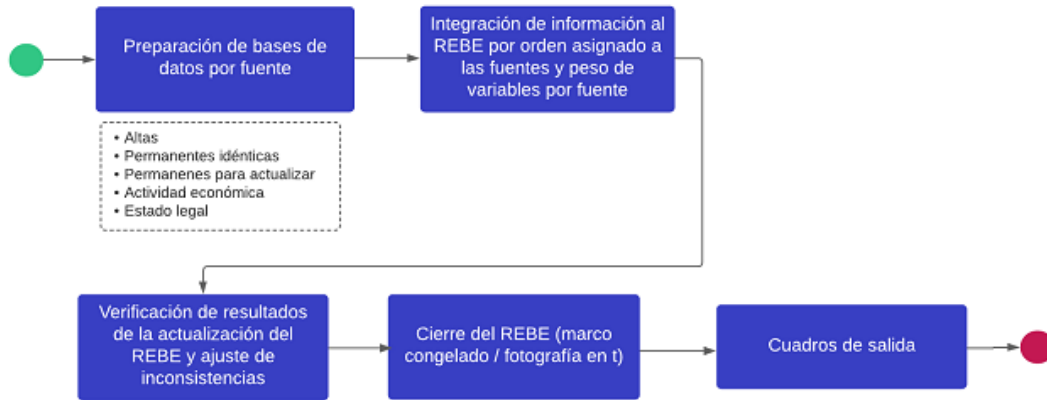 Preparación de bases de
datos por fuente
Integración de información al
REBE por orden asignado a
las fuentes y peso de
variables por fuente
• Altas
• Permanentes idénticas
• Permanenes para actualizar
• Actividad económica
• Estado legal
Verificación de resultados
de la actualización del
REBE y ajuste de
inconsistencias
Cierre del REBE (marco
congelado / fotografía en t)
Cuadros de salida